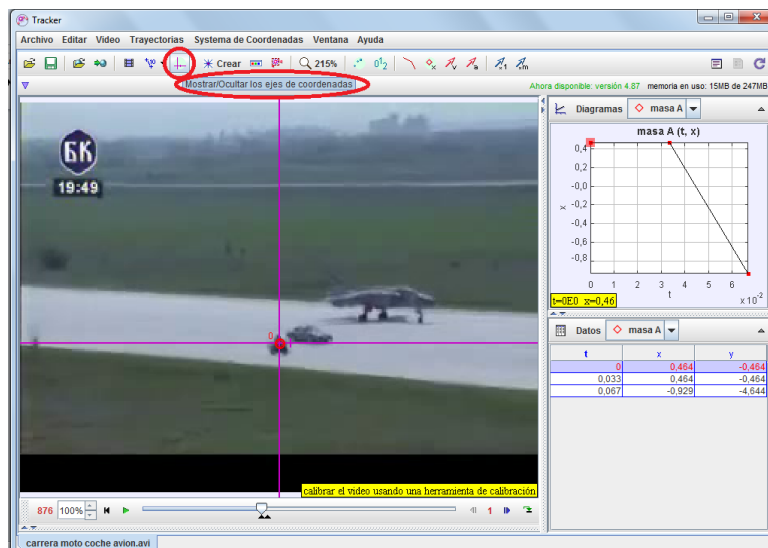 Tracker
Archivo Editar Video Trayectorias Systema de Coordenadas Ventana Ayuda
Crear 215%
Mostrar/Ocultar los ejes de coordenadas
Ahora disponible: versión 4.87 memoria en uso: 15MB de 247MB
БК
19:49
0
1
calibrar el video usando una herramienta de calibración
876 100% 1
carrera moto coche avion.avi
Diagramas masa A
masa A (t, x)
0,4
0,2
-0,0
-0,2
-0,4
-0,6
-0,8
x
0 1 2 3 4 5 6
t
x 10⁻²
t=0E0 x=0,46
Datos masa A
t x y
0 0,464 -0,464
0,033 0,464 -0,464
0,067 -0,929 -4,644